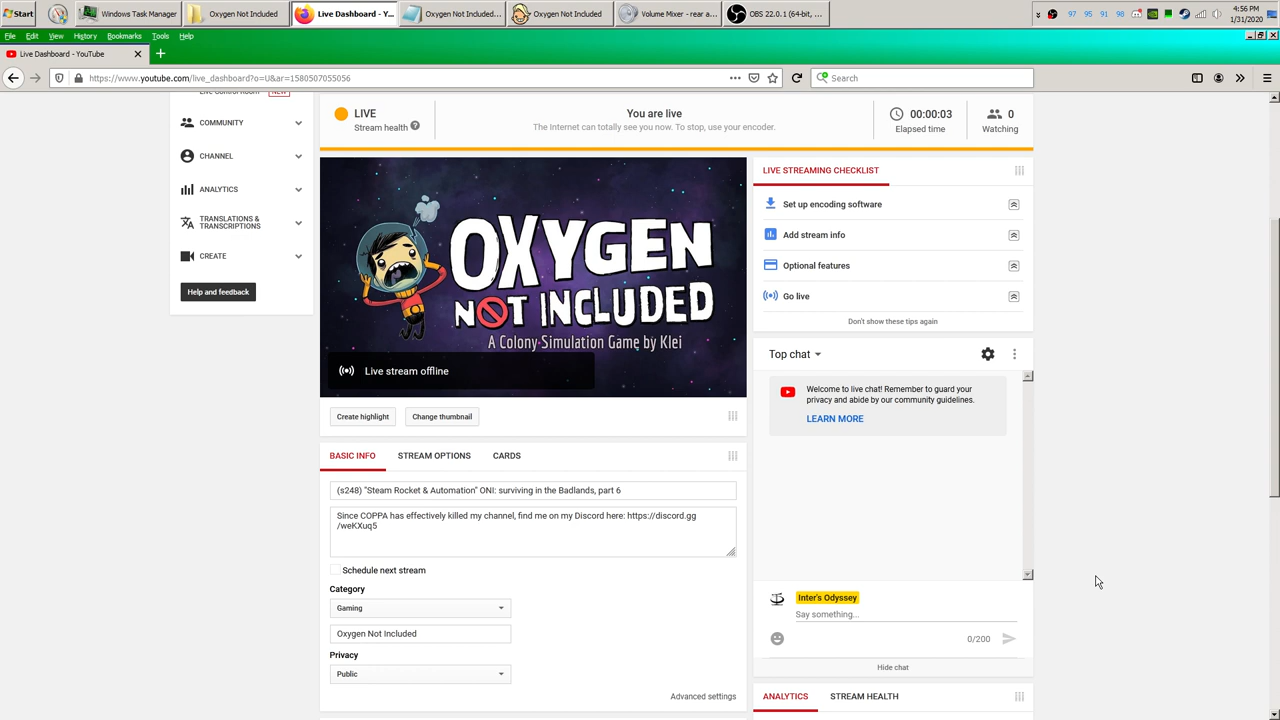 Start
Windows Task Manager
Oxygen Not Included
Live Dashboard - Y...
Oxygen Not Included...
Oxygen Not Included
Volume Mixer - rear a...
OBS 22.0.1 (64-bit, ...
97 95 91 98
4:56 PM
1/31/2020
File Edit View History Bookmarks Tools Help
Live Dashboard - YouTube
https://www.youtube.com/live_dashboard?o=U&ar=1580507055056
Search
Live Control Room NEW
COMMUNITY
CHANNEL
ANALYTICS
TRANSLATIONS &
TRANSCRIPTIONS
CREATE
Help and feedback
LIVE
Stream health
You are live
The Internet can totally see you now. To stop, use your encoder.
00:00:03
Elapsed time
0
Watching
OXYGEN
NOT INCLUDED
A Colony Simulation Game by Klei
Live stream offline
Create highlight
Change thumbnail
BASIC INFO
STREAM OPTIONS
CARDS
(s248) "Steam Rocket & Automation" ONI: surviving in the Badlands, part 6
Since COPPA has effectively killed my channel, find me on my Discord here: https://discord.gg
/weKXuq5
Schedule next stream
Category
Gaming
Oxygen Not Included
Privacy
Public
Advanced settings
LIVE STREAMING CHECKLIST
Set up encoding software
Add stream info
Optional features
Go live
Don't show these tips again
Top chat
Welcome to live chat! Remember to guard your
privacy and abide by our community guidelines.
LEARN MORE
Inter's Odyssey
Say something...
0/200
Hide chat
ANALYTICS
STREAM HEALTH